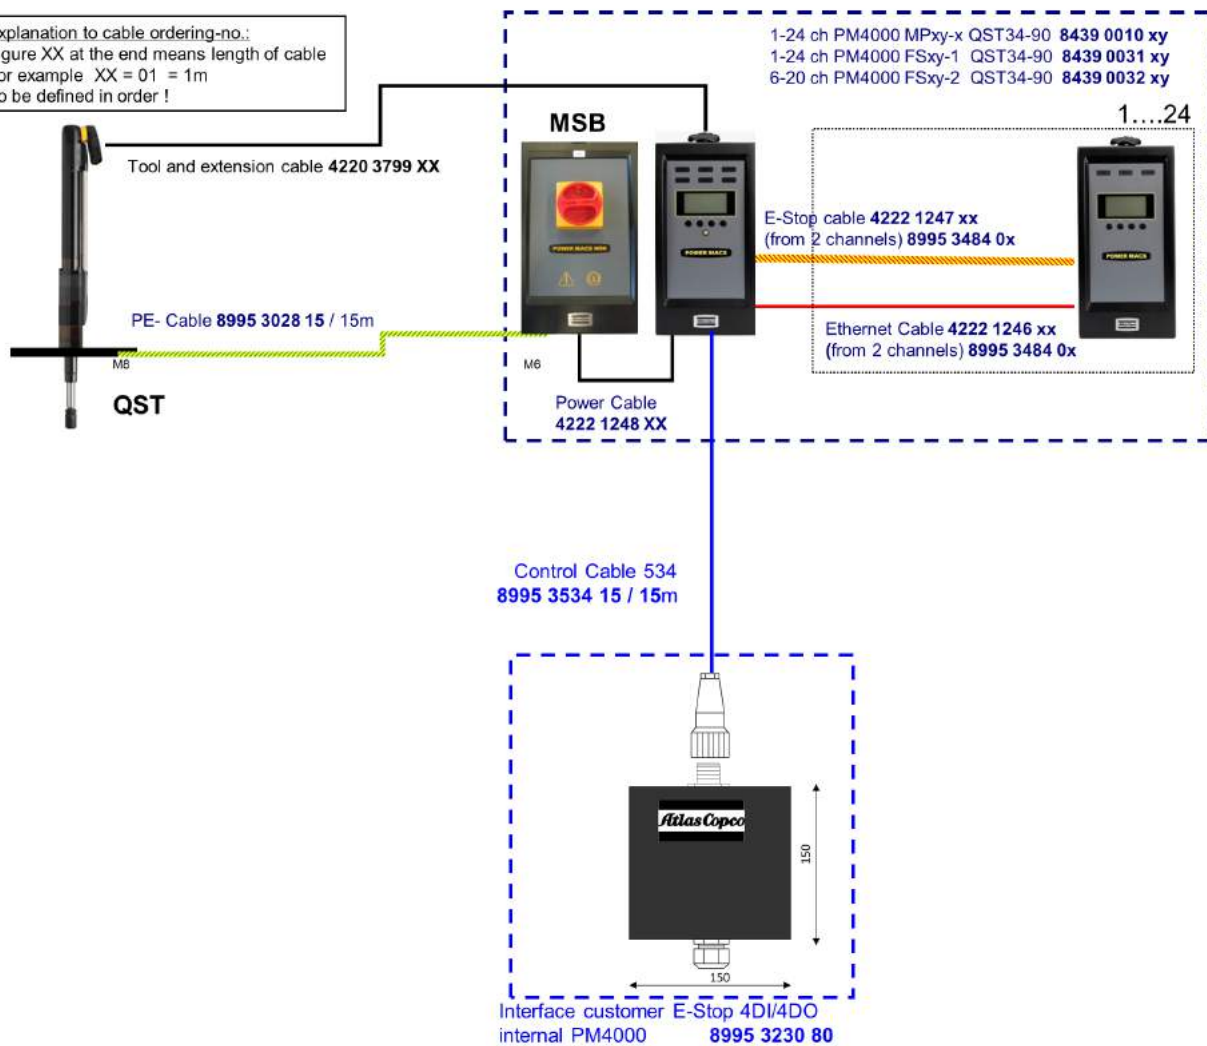 xplanation to cable ordering-no.:
gure XX at the end means length of cable
or example XX = 01 = 1m
o be defined in order !
1-24 ch PM4000 MPxy-x QST34-90 8439 0010 xy
1-24 ch PM4000 FSxy-1 QST34-90 8439 0031 xy
6-20 ch PM4000 FSxy-2 QST34-90 8439 0032 xy
1....24
MSB
Tool and extension cable 4220 3799 XX
E-Stop cable 4222 1247 xx
(from 2 channels) 8995 3484 0x
POWER MACS
POWER MACS
PE- Cable 8995 3028 15 / 15m
Ethernet Cable 4222 1246 xx
(from 2 channels) 8995 3484 0x
M8
M6
QST
Power Cable
4222 1248 XX
Control Cable 534
8995 3534 15 / 15m
Atlas Copco
150
150
Interface customer E-Stop 4DI/4DO
internal PM4000 8995 3230 80